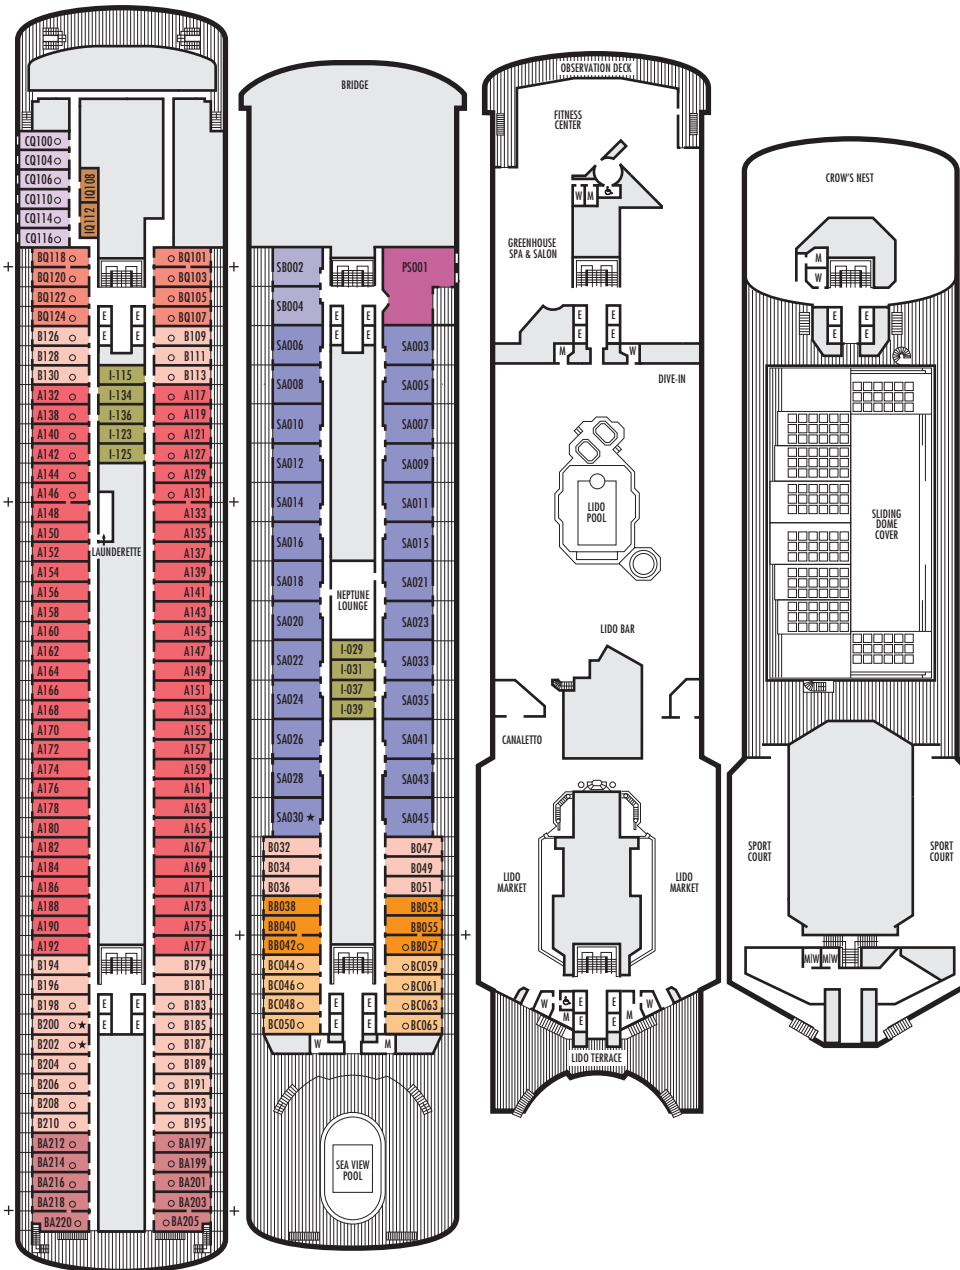 CQ100
CQ104
CQ106
CQ110
CQ114
CQ116
IQ108
IQ112
BQ118
BQ120
BQ122
BQ124
B126
B128
B130
A132
A138
A140
A142
A144
A146
A148
A150
A152
A154
A156
A158
A160
A162
A164
A166
A168
A170
A172
A174
A176
A178
A180
A182
A184
A186
A188
A190
A192
B194
B196
B198
B200 ★
B202 ★
B204
B206
B208
B210
BA212
BA214
BA216
BA218
BA220
E E
E E
I-115
I-134
I-136
I-123
I-125
LAUNDERETTE
E E
E E
BQ101
BQ103
BQ105
BQ107
B109
B111
B113
A117
A119
A121
A127
A129
A131
A133
A135
A137
A139
A141
A143
A145
A147
A149
A151
A153
A155
A157
A159
A161
A163
A165
A167
A169
A171
A173
A175
A177
B179
B181
B183
B185
B187
B189
B191
B193
B195
BA197
BA199
BA201
BA203
BA205
BRIDGE
SB002
SB004
SA006
SA008
SA010
SA012
SA014
SA016
SA018
SA020
SA022
SA024
SA026
SA028
SA030 ★
B032
B034
B036
BB038
BB040
BB042
BC044
BC046
BC048
BC050
E E
E E
NEPTUNE
LOUNGE
I-029
I-031
I-037
I-039
E E
E E
W M
PS001
SA003
SA005
SA007
SA009
SA011
SA015
SA021
SA023
SA033
SA035
SA041
SA043
SA045
B047
B049
B051
BB053
BB055
BB057
BC059
BC061
BC063
BC065
SEA VIEW
POOL
OBSERVATION DECK
FITNESS
CENTER
W M
GREENHOUSE
SPA & SALON
E E
E E
M W
DIVE-IN
LIDO
POOL
LIDO BAR
CANALETTO
LIDO
MARKET
LIDO
MARKET
W M E E M W
E E
LIDO TERRACE
CROW'S NEST
M
W
E E
E E
SLIDING
DOME
COVER
SPORT
COURT
SPORT
COURT
M/W M/W